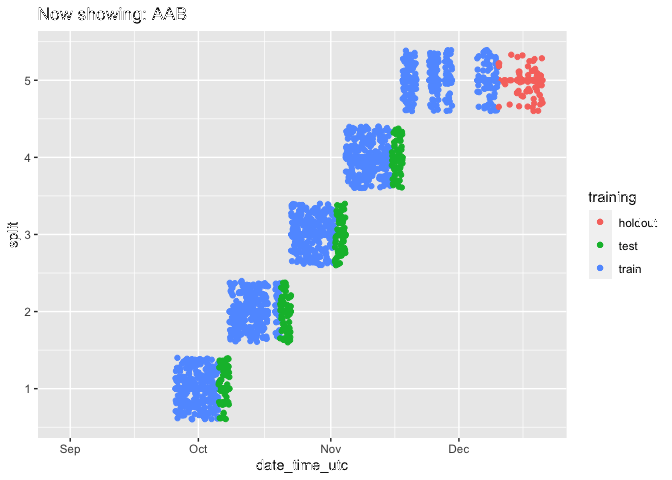 Now showing: AAB
5
4
3
2
1
split
Sep Oct Nov Dec
date_time_utc
training
holdout
test
train